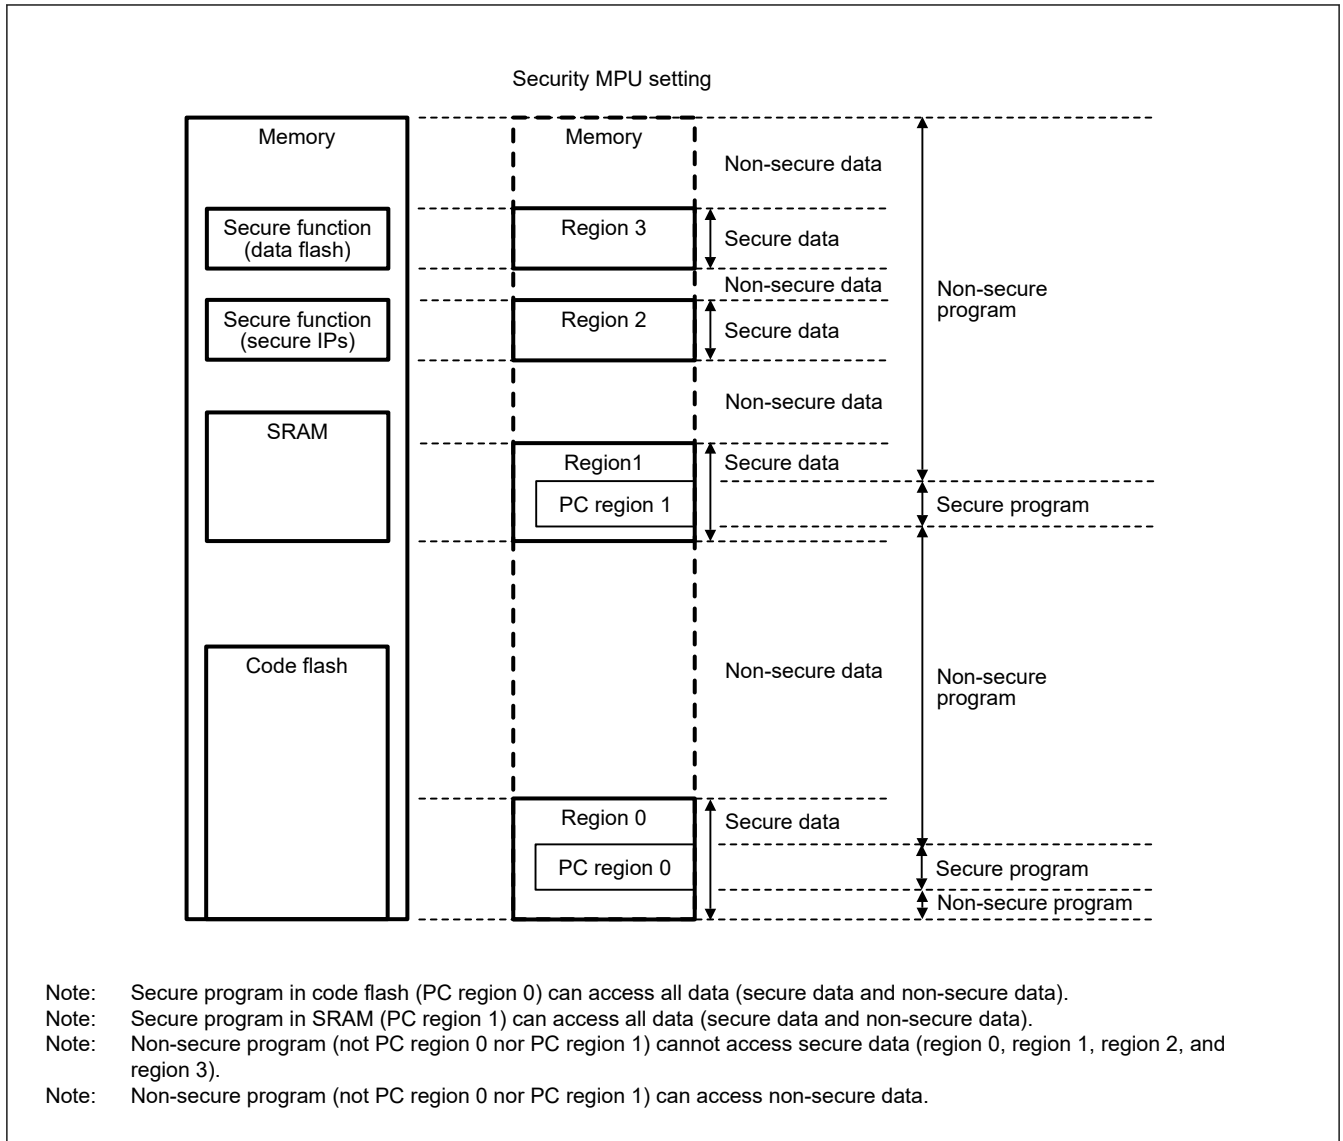 Security MPU setting
Memory
Memory
Non-secure data
Secure function
(data flash)
Region 3
Secure data
Non-secure data
Non-secure
program
Secure function
(secure IPs)
Region 2
Secure data
Non-secure data
SRAM
Region1
Secure data
PC region 1
Secure program
Code flash
Non-secure data
Non-secure
program
Region 0
Secure data
PC region 0
Secure program
Non-secure program
Note: Secure program in code flash (PC region 0) can access all data (secure data and non-secure data).
Note: Secure program in SRAM (PC region 1) can access all data (secure data and non-secure data).
Note: Non-secure program (not PC region 0 nor PC region 1) cannot access secure data (region 0, region 1, region 2, and
region 3).
Note: Non-secure program (not PC region 0 nor PC region 1) can access non-secure data.